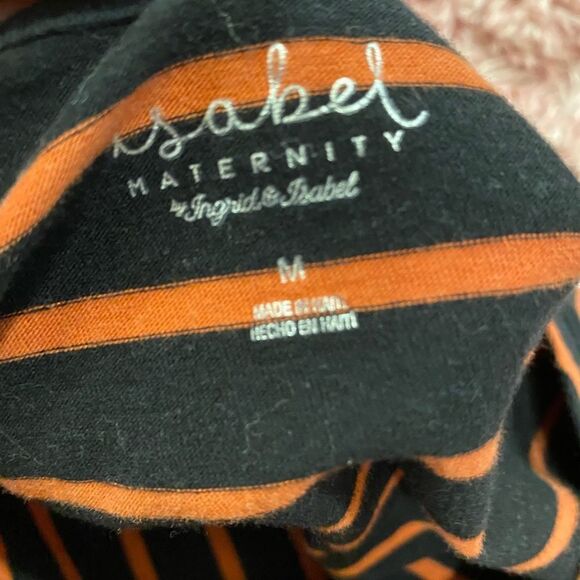 isabel
MATERNITY
by Ingrid & Isabel
M
MADE IN HAITI
HECHO EN HAITI